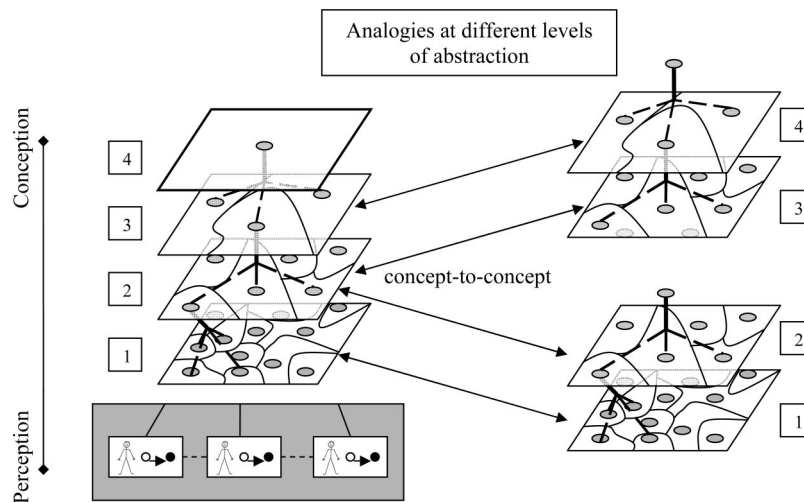 Analogies at different levels
of abstraction
Conception
4
3
2
1
Perception
concept-to-concept
4
3
2
1